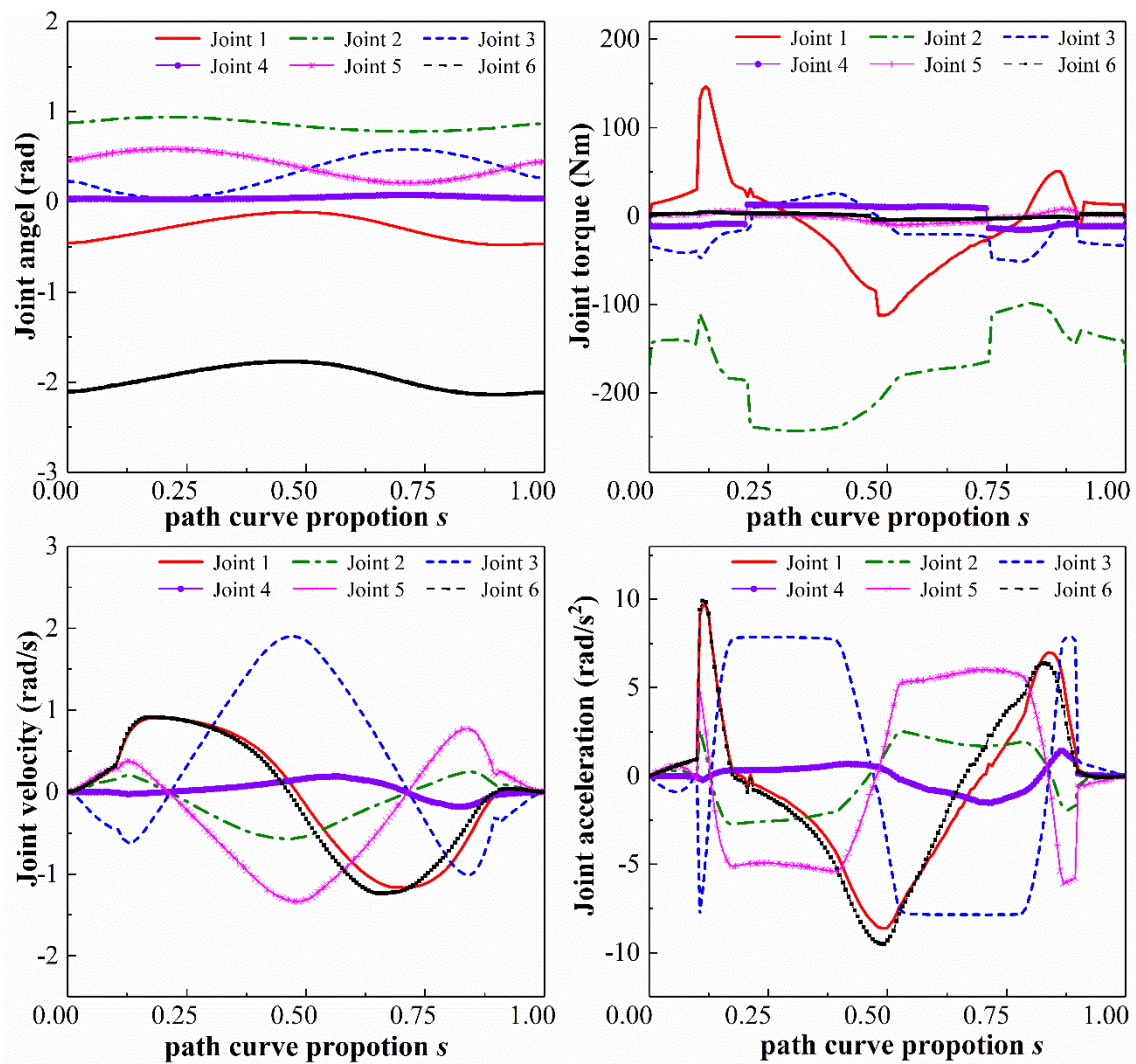 Joint 1 Joint 2 Joint 3
Joint 4 Joint 5 Joint 6
Joint angel (rad)
2
1
0
-1
-2
-3
0.00 0.25 0.50 0.75 1.00
path curve propotion s
Joint 1 Joint 2 Joint 3
Joint 4 Joint 5 Joint 6
Joint torque (Nm)
200
100
0
-100
-200
0.00 0.25 0.50 0.75 1.00
path curve propotion s
Joint 1 Joint 2 Joint 3
Joint 4 Joint 5 Joint 6
Joint velocity (rad/s)
3
2
1
0
-1
-2
0.00 0.25 0.50 0.75 1.00
path curve propotion s
Joint 1 Joint 2 Joint 3
Joint 4 Joint 5 Joint 6
Joint acceleration (rad/s²)
10
5
0
-5
-10
0.00 0.25 0.50 0.75 1.00
path curve propotion s